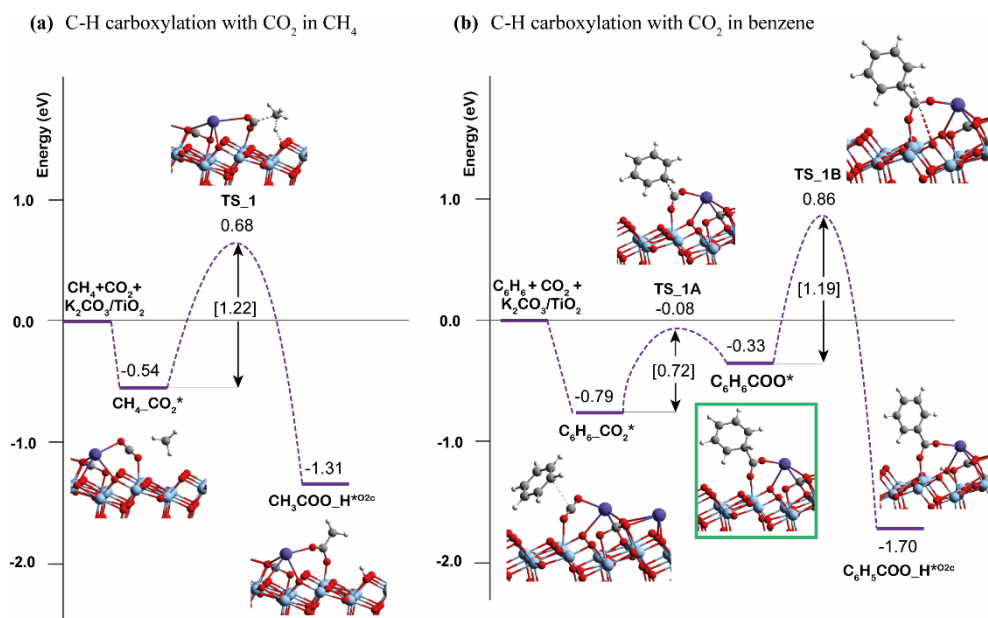 (a) C-H carboxylation with CO₂ in CH₄
Energy (eV)
1.0
0.0
-1.0
-2.0
TS_1
0.68
CH₄+CO₂+
K₂CO₃/TiO₂
[1.22]
-0.54
CH₄_CO₂*
-1.31
CH₃COO_H*ᴼ²ᶜ
(b) C-H carboxylation with CO₂ in benzene
Energy (eV)
1.0
0.0
-1.0
-2.0
TS_1B
0.86
TS_1A
-0.08
C₆H₆ + CO₂ +
K₂CO₃/TiO₂
[1.19]
-0.33
[0.72]
C₆H₆COO*
-0.79
C₆H₆_CO₂*
-1.70
C₆H₅COO_H*ᴼ²ᶜ